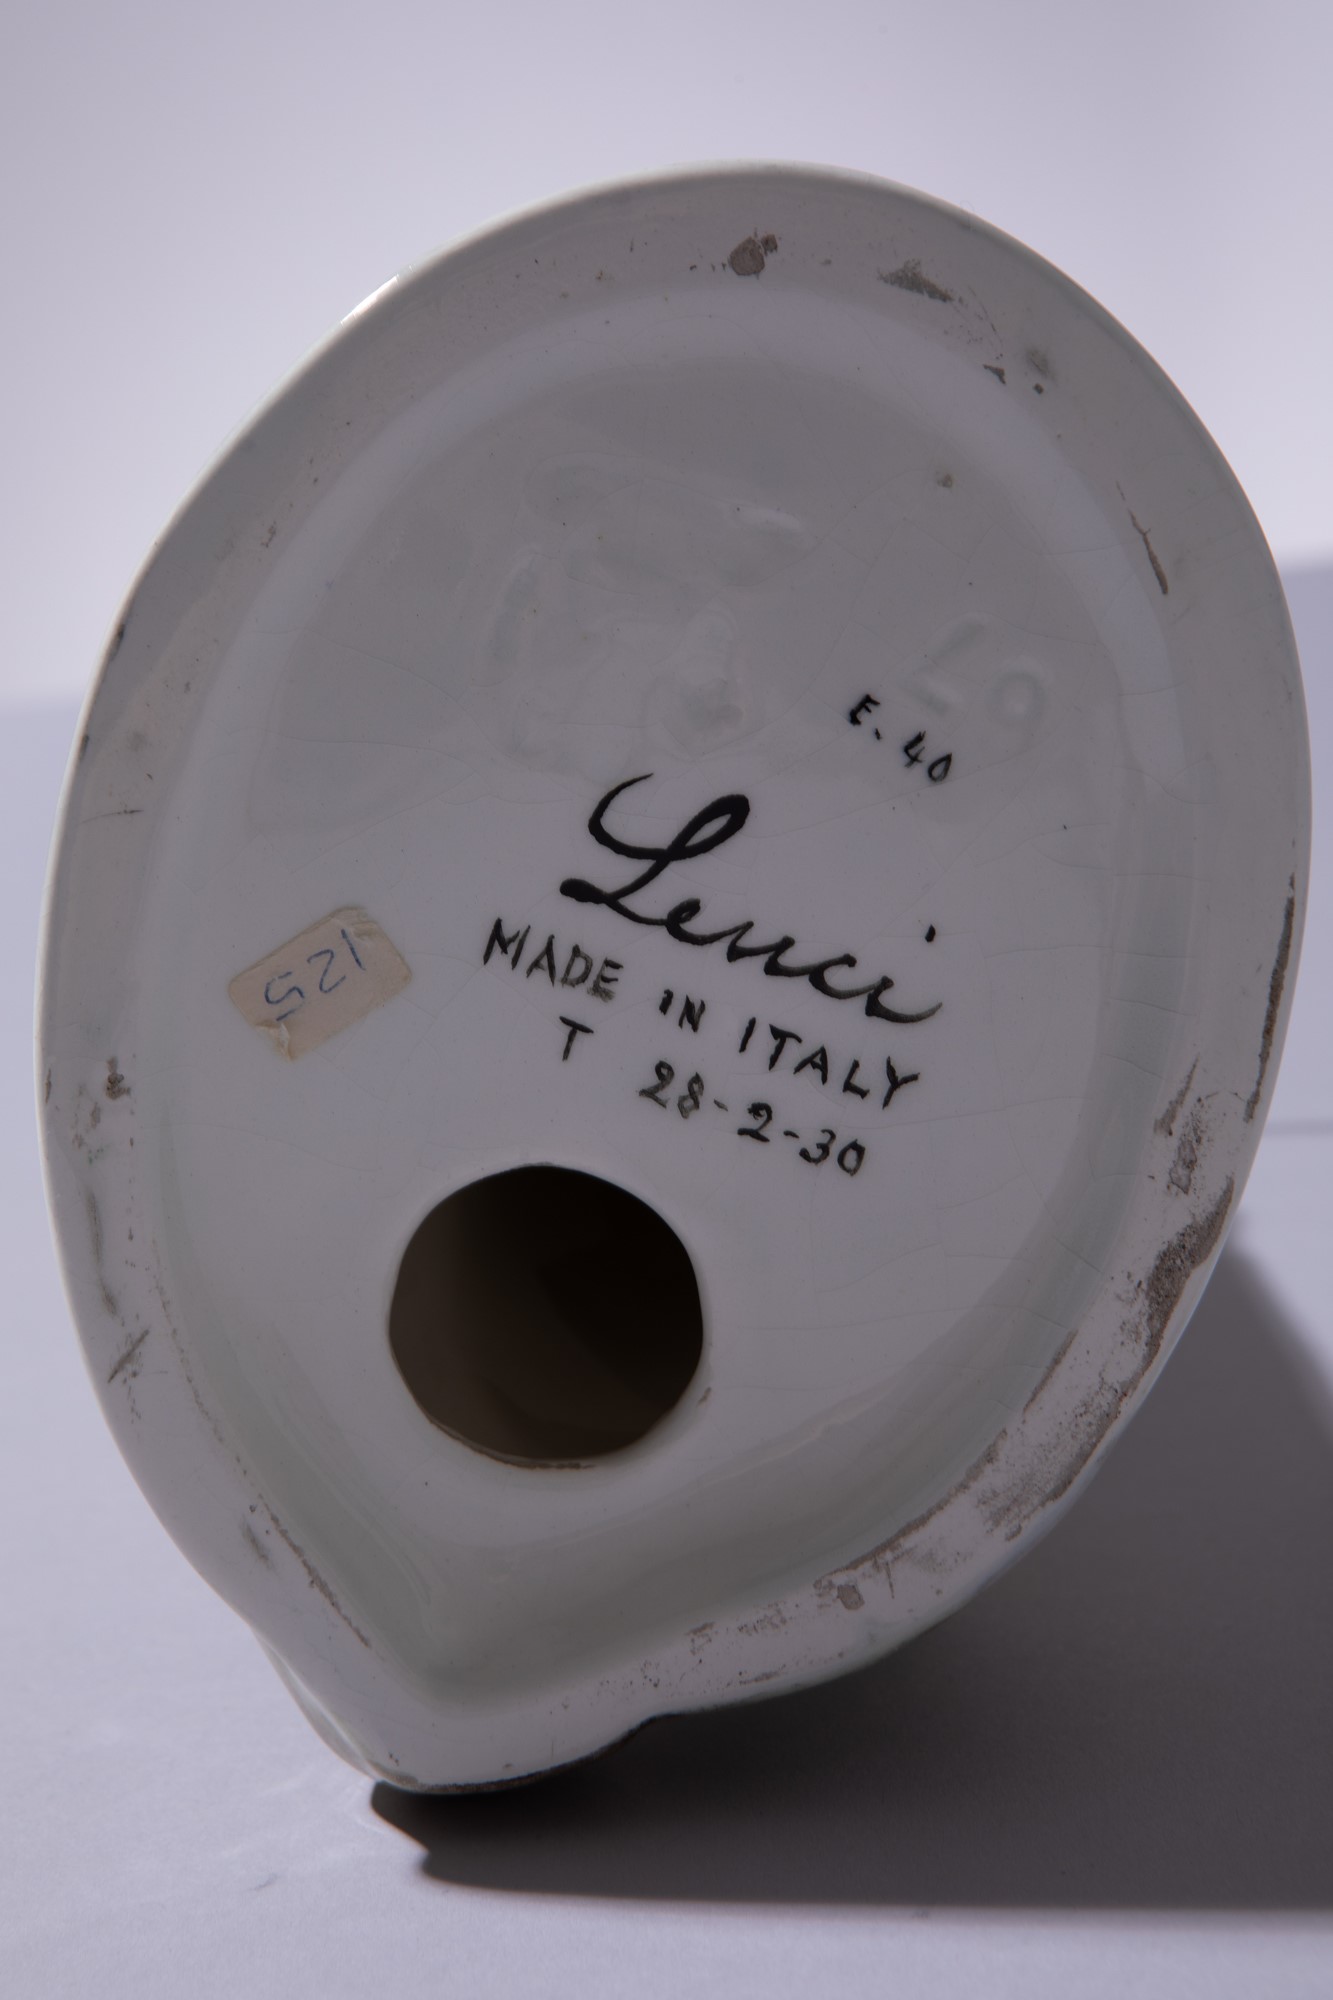 E. 40
Lenci
MADE IN ITALY
T 28-2-30
125